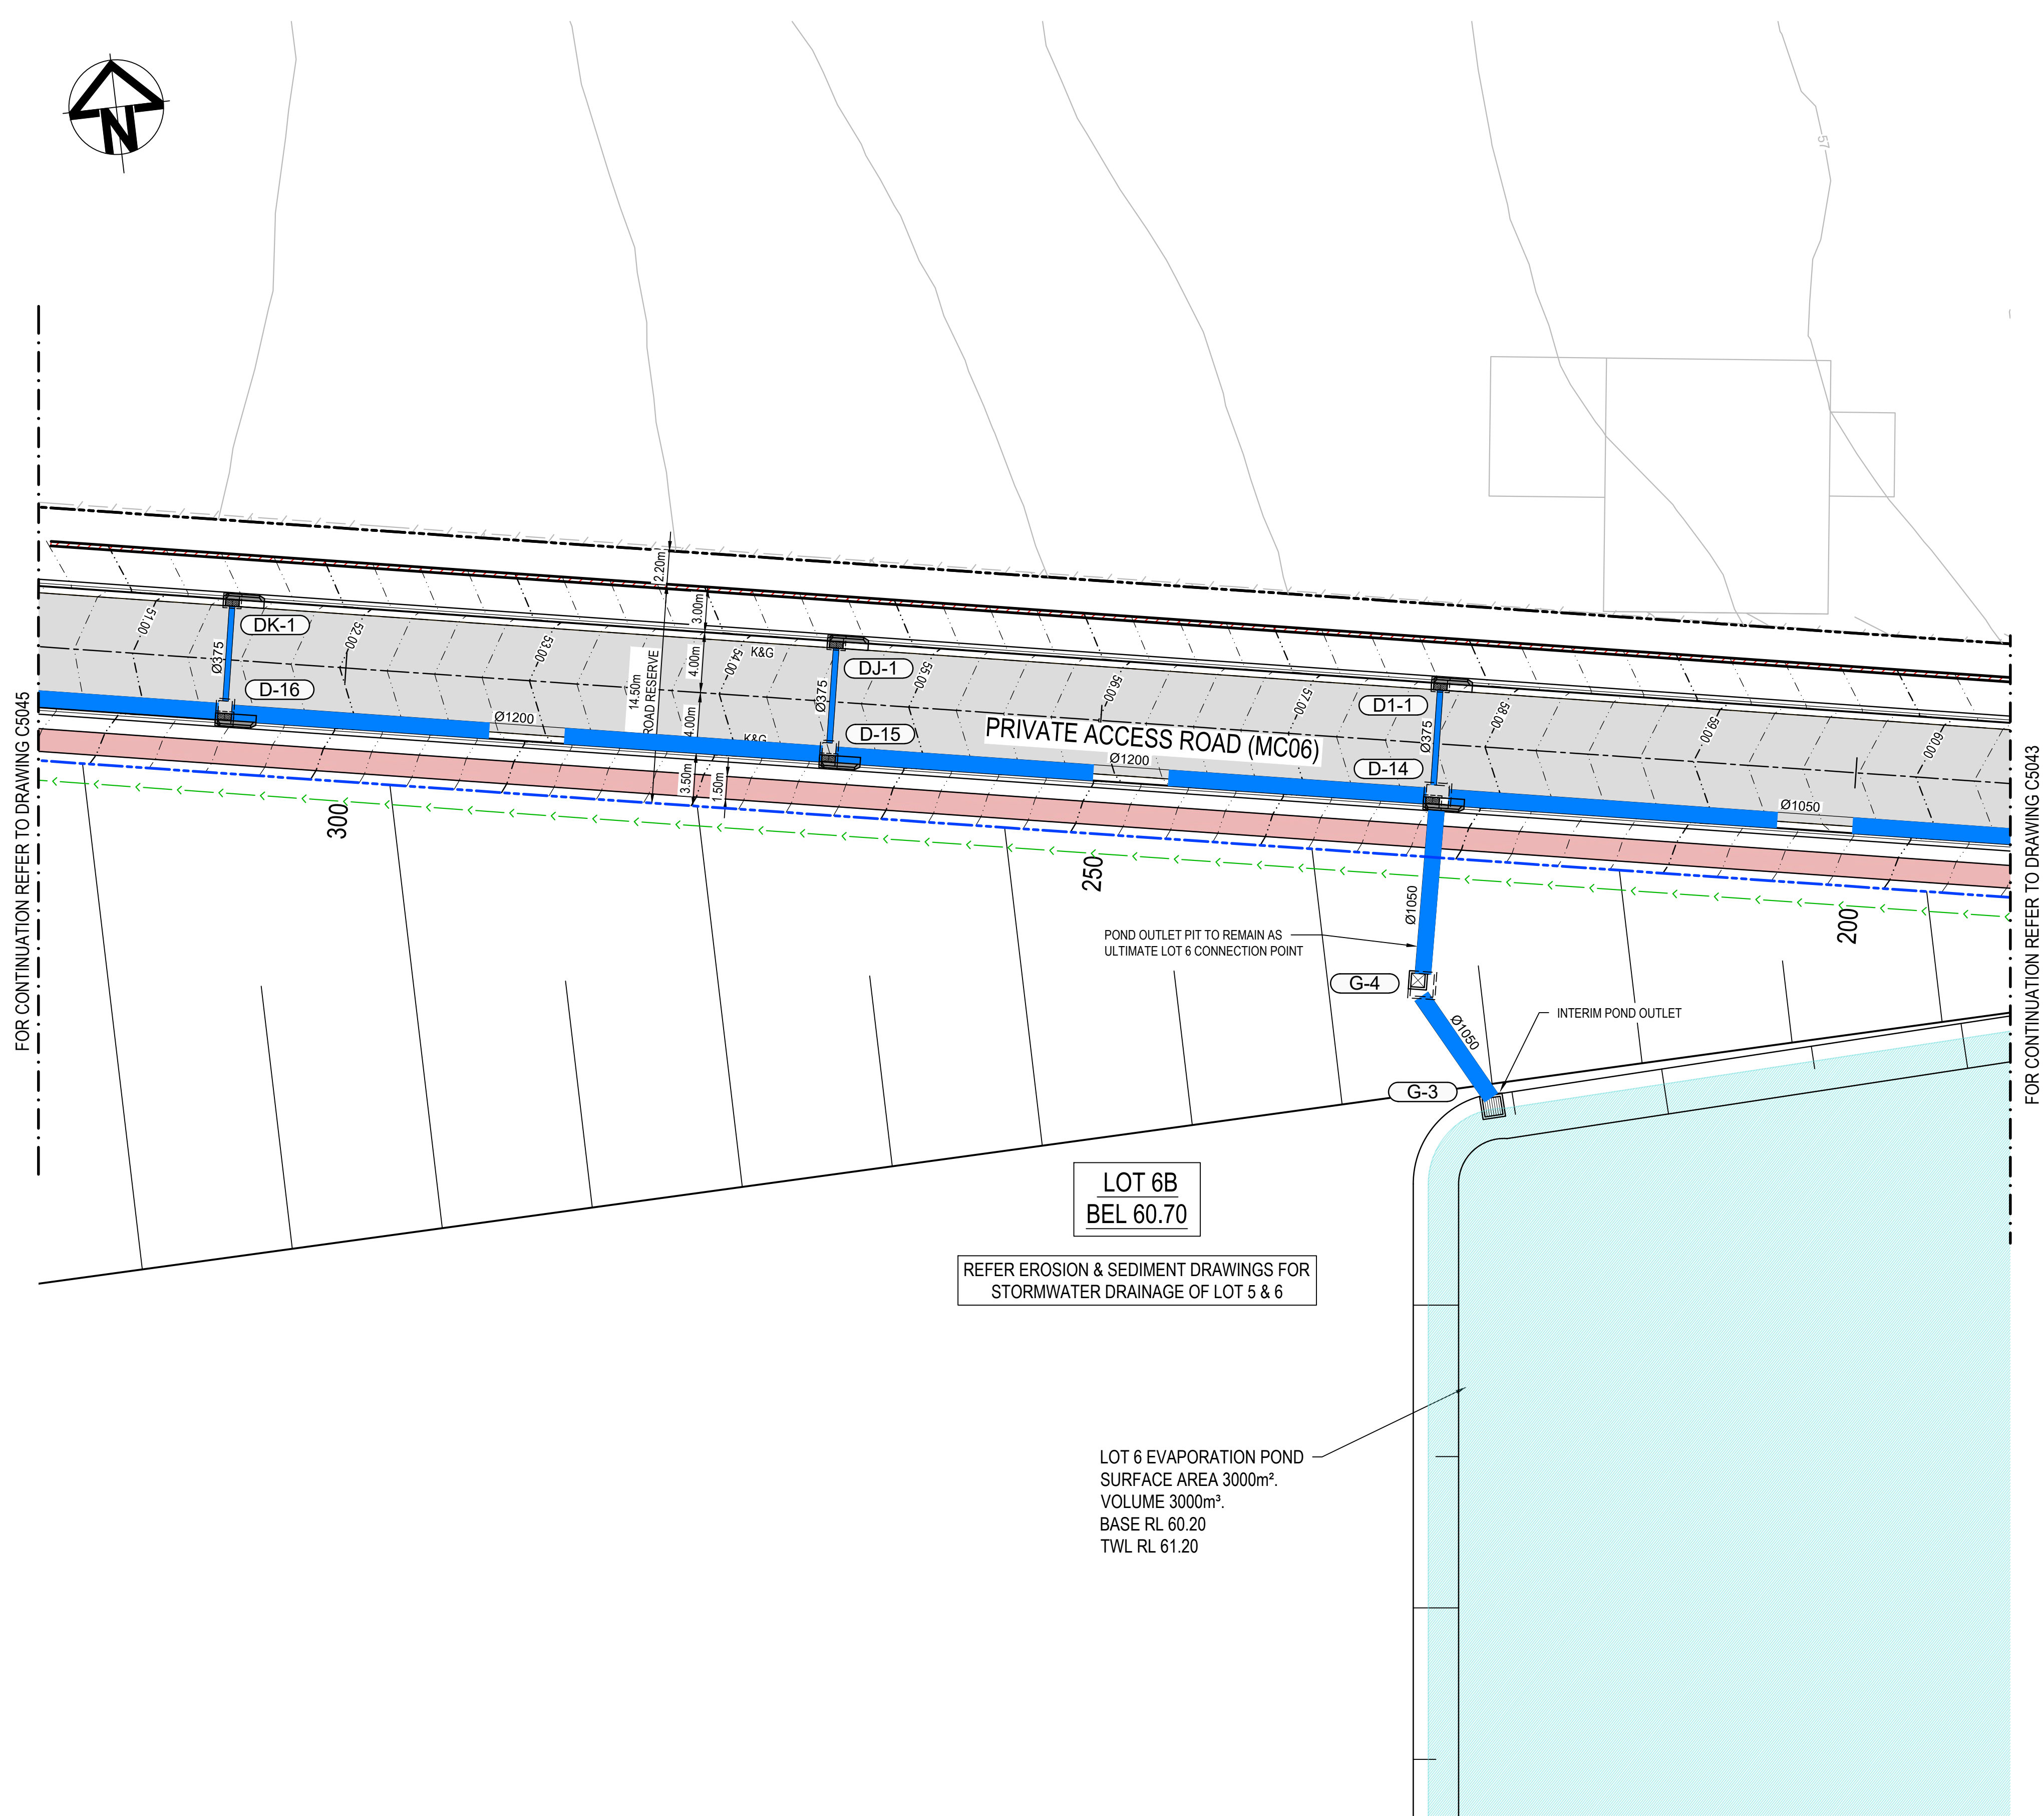 N
57
FOR CONTINUATION REFER TO DRAWING C5045
51.00
DK-1
Ø375
D-16
52.00
Ø1200
53.00
2.20m
3.00m
14.50m
ROAD RESERVE
4.00m
4.00m
54.00
K&G
K&G
3.50m
1.50m
DJ-1
Ø375
D-15
55.00
56.00
PRIVATE ACCESS ROAD (MC06)
Ø1200
57.00
D1-1
Ø375
D-14
58.00
59.00
Ø1050
60.00
FOR CONTINUATION REFER TO DRAWING C5043
300
250
200
Ø1050
POND OUTLET PIT TO REMAIN AS
ULTIMATE LOT 6 CONNECTION POINT
G-4
Ø1050
INTERIM POND OUTLET
G-3
LOT 6B
BEL 60.70
REFER EROSION & SEDIMENT DRAWINGS FOR
STORMWATER DRAINAGE OF LOT 5 & 6
LOT 6 EVAPORATION POND
SURFACE AREA 3000m².
VOLUME 3000m³.
BASE RL 60.20
TWL RL 61.20